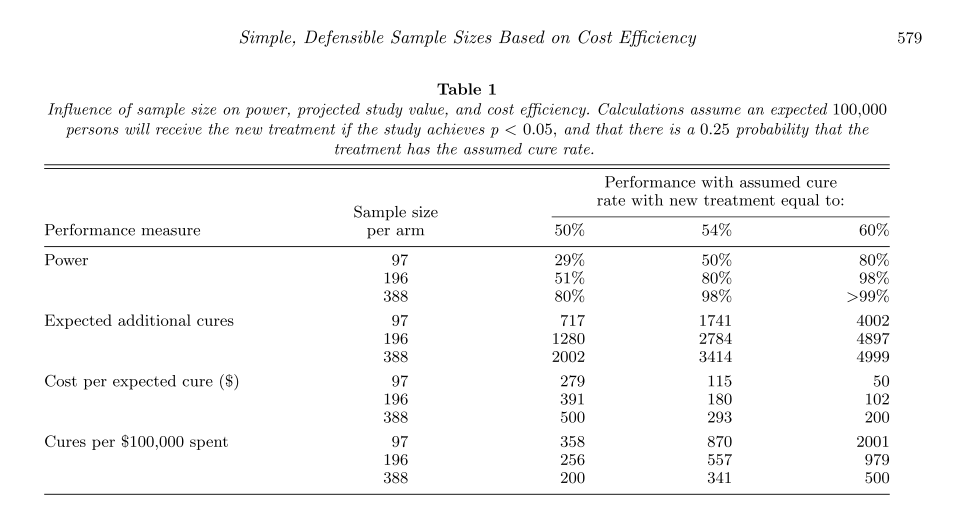 Simple, Defensible Sample Sizes Based on Cost Efficiency 579
Table 1
Influence of sample size on power, projected study value, and cost efficiency. Calculations assume an expected 100,000
persons will receive the new treatment if the study achieves p < 0.05, and that there is a 0.25 probability that the
treatment has the assumed cure rate.
Performance with assumed cure
rate with new treatment equal to:
Sample size
Performance measure per arm 50% 54% 60%
Power 97 29% 50% 80%
196 51% 80% 98%
388 80% 98% >99%
Expected additional cures 97 717 1741 4002
196 1280 2784 4897
388 2002 3414 4999
Cost per expected cure ($) 97 279 115 50
196 391 180 102
388 500 293 200
Cures per $100,000 spent 97 358 870 2001
196 256 557 979
388 200 341 500